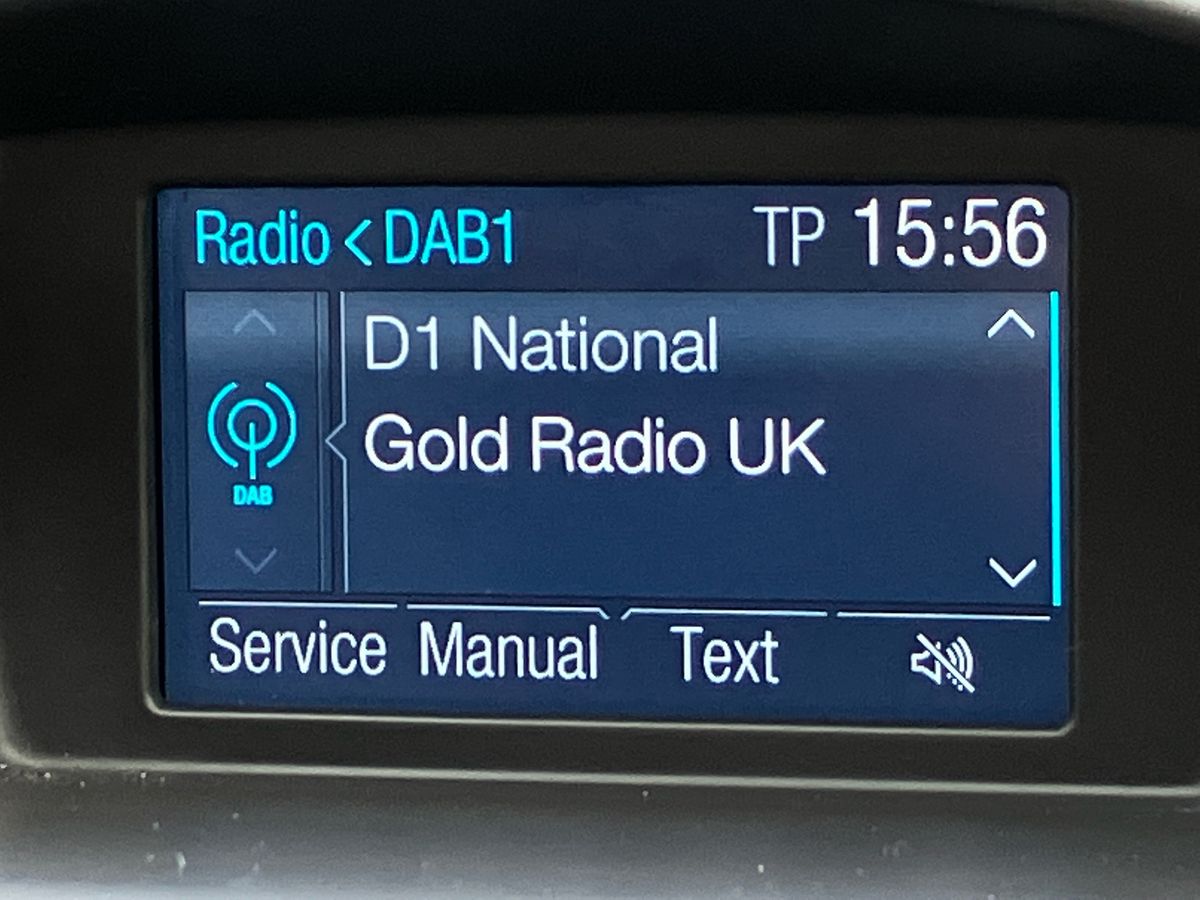 Radio < DAB1 TP 15:56
D1 National
DAB Gold Radio UK
Service Manual Text